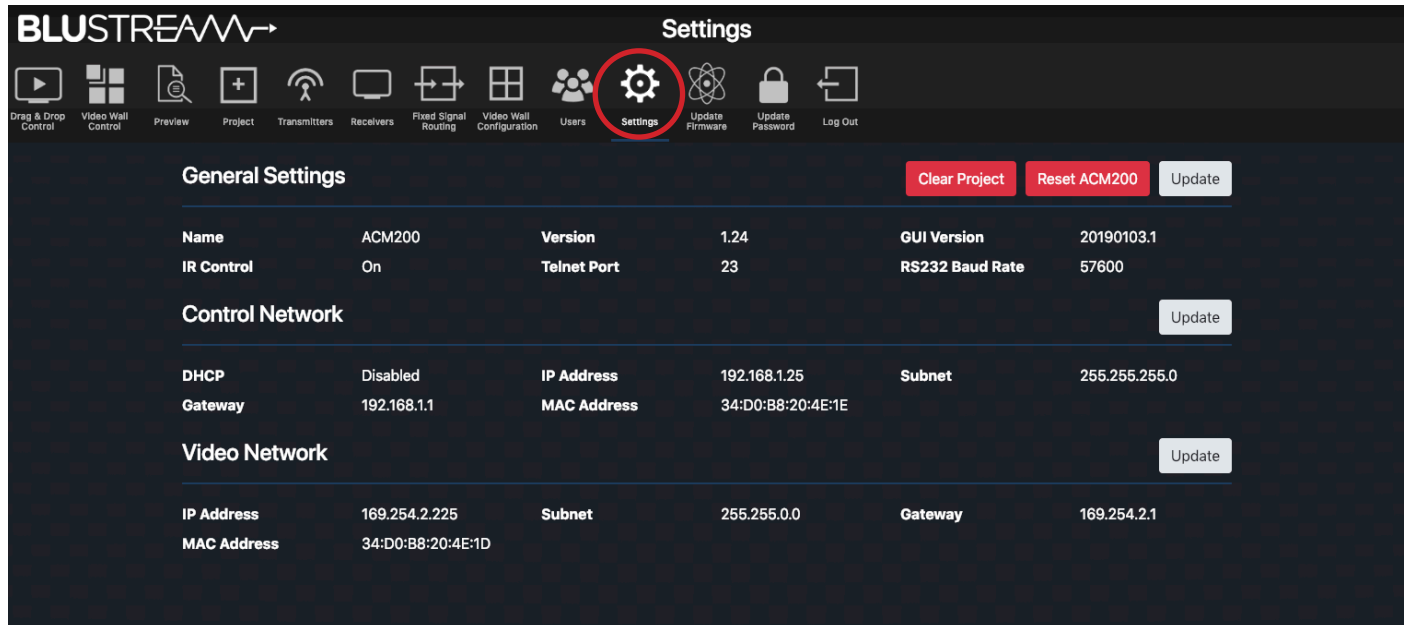 BLUSTREAM
Settings
Drag & Drop Control
Video Wall Control
Preview
Project
Transmitters
Receivers
Fixed Signal Routing
Video Wall Configuration
Users
Settings
Update Firmware
Update Password
Log Out
General Settings Clear Project Reset ACM200 Update
Name ACM200 Version 1.24 GUI Version 20190103.1
IR Control On Telnet Port 23 RS232 Baud Rate 57600
Control Network Update
DHCP Disabled IP Address 192.168.1.25 Subnet 255.255.255.0
Gateway 192.168.1.1 MAC Address 34:D0:B8:20:4E:1E
Video Network Update
IP Address 169.254.2.225 Subnet 255.255.0.0 Gateway 169.254.2.1
MAC Address 34:D0:B8:20:4E:1D